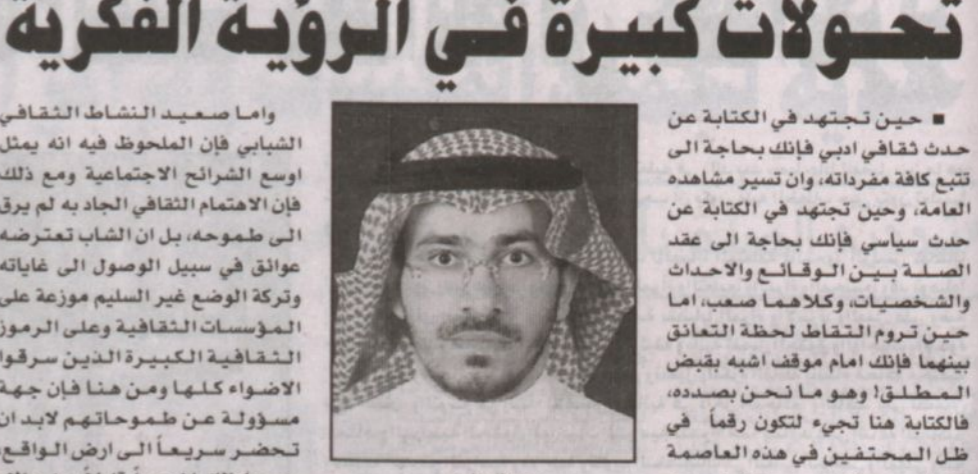 تحولات كبيرة في الرؤية الفكرية
■ حين تجتهد في الكتابة عن
حدث ثقافي ادبي فإنك بحاجة الى
تتبع كافة مفرداته، وان تسير مشاهده
العامة، وحين تجتهد في الكتابة عن
حدث سياسي فإنك بحاجة الى عقد
الصلة بين الوقائع والاحداث
والشخصيات، وكلاهما صعب، اما
حين تروم التقاط لحظة التعانق
بينهما فإنك امام موقف اشبه بقبض
المطلق! وهو ما نحن بصدده،
فالكتابة هنا تجيء لتكون رقماً في
ظل المحتفين في هذه العاصمة
واما صعيد النشاط الثقافي
الشبابي فإن الملحوظ فيه انه يمثل
اوسع الشرائح الاجتماعية ومع ذلك
فإن الاهتمام الثقافي الجاد به لم يرق
الى طموحه، بل ان الشاب تعترضه
عوائق في سبيل الوصول الى غاياته
وتركة الوضع غير السليم موزعة على
المؤسسات الثقافية وعلى الرموز
الثقافية الكبيرة الذين سرقوا
الاضواء كلها ومن هنا فإن جهة
مسؤولة عن طموحاتهم لابد ان
تحضر سريعاً الى ارض الواقع،